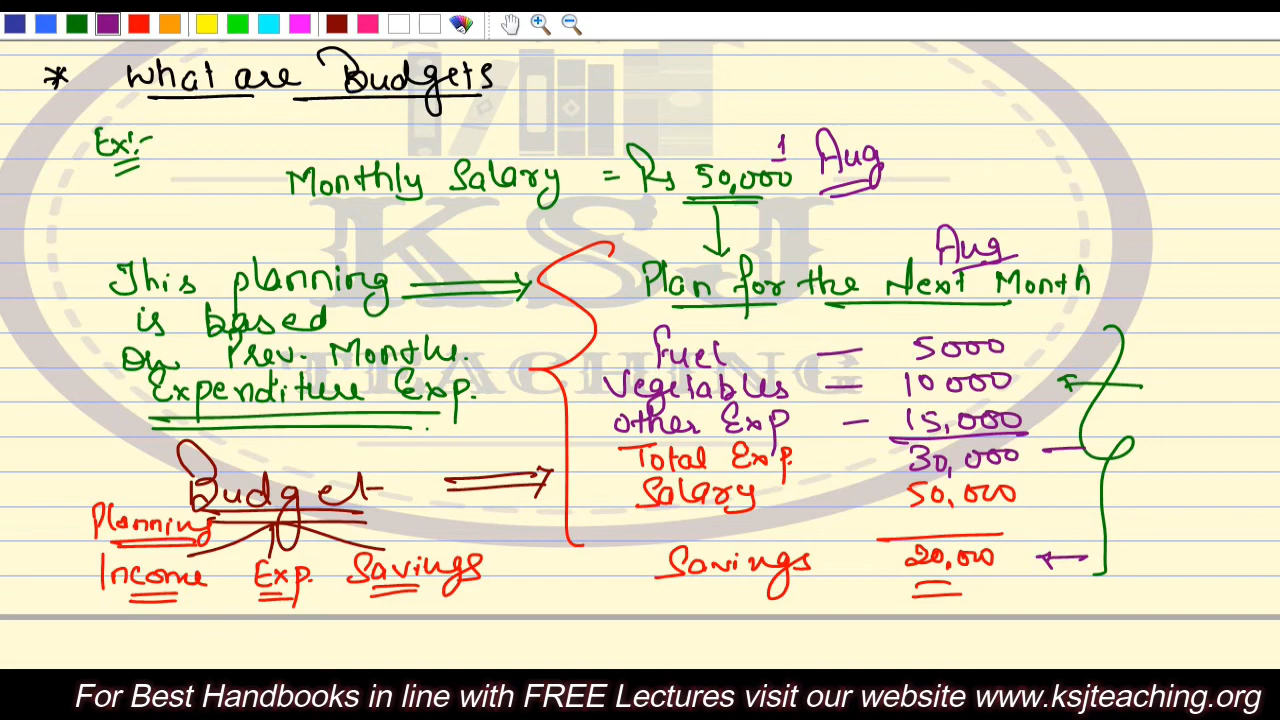 * What are Budgets
Ex:-
Monthly Salary = Rs 50,000 1 Aug
Aug
Plan for the Next Month
This planning
is based
on Prev. Months.
Expenditure Exp.
Fuel — 5000
Vegetables = 10000
other Exp — 15,000
Total Exp. 30,000
Salary 50,000
Savings 20,000
Budget
Planning
Income Exp. Savings
KSJ
TEACHING
For Best Handbooks in line with FREE Lectures visit our website www.ksjteaching.org